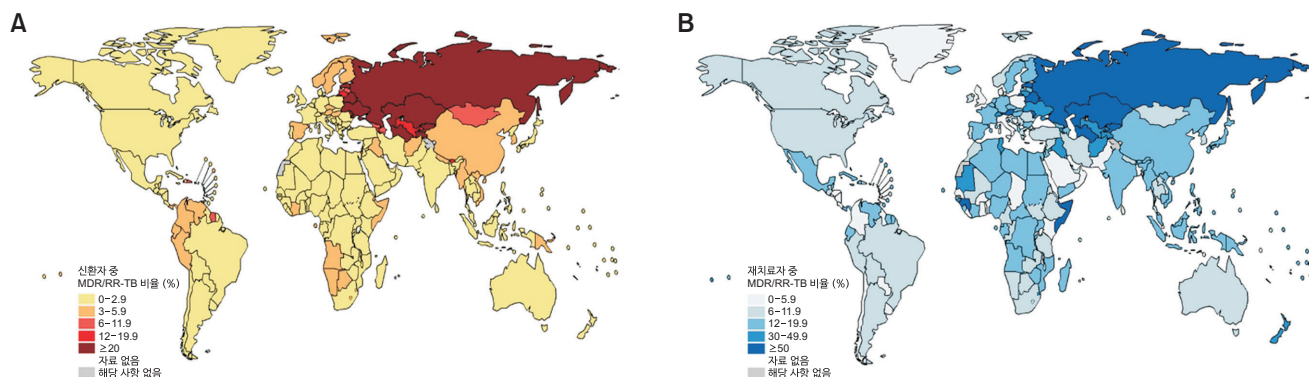 A
신환자 중
MDR/RR-TB 비율 (%)
0-2.9
3-5.9
6-11.9
12-19.9
≥20
자료 없음
해당 사항 없음
B
재치료자 중
MDR/RR-TB 비율 (%)
0-5.9
6-11.9
12-19.9
30-49.9
≥50
자료 없음
해당 사항 없음